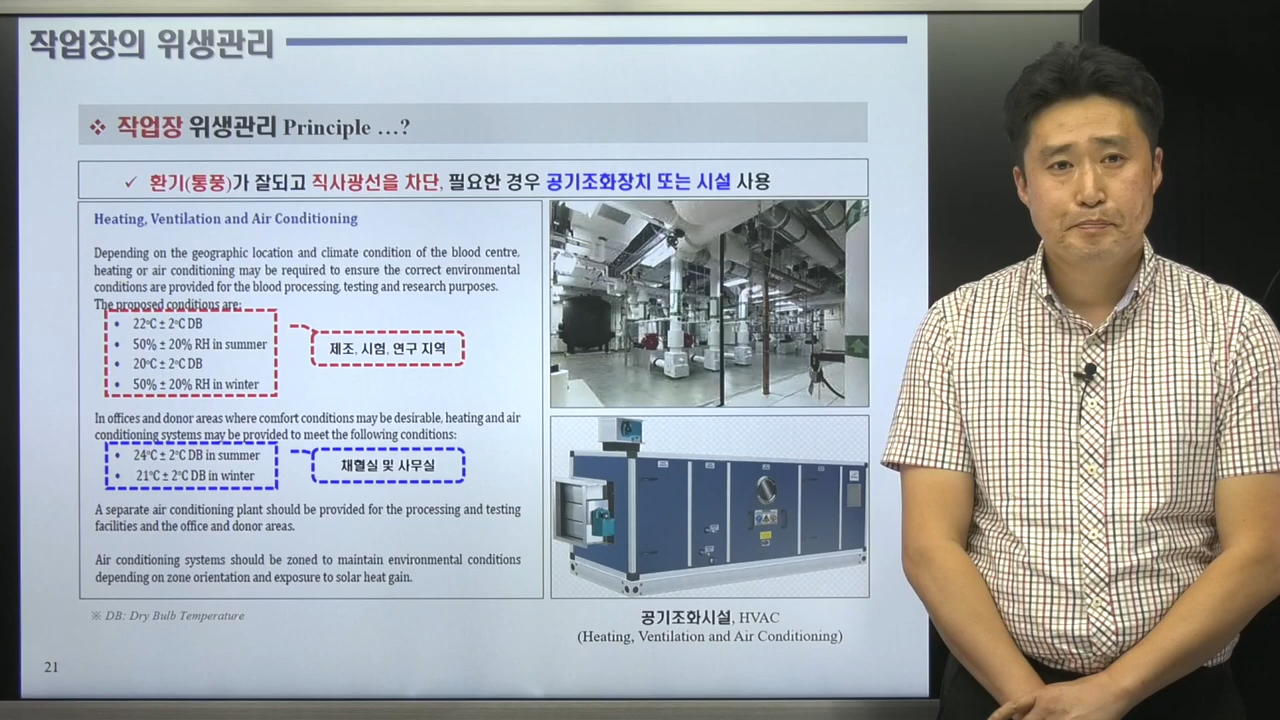 작업장의 위생관리
❖ 작업장 위생관리 Principle …?
✓ 환기(통풍)가 잘되고 직사광선을 차단, 필요한 경우 공기조화장치 또는 시설 사용
Heating, Ventilation and Air Conditioning
Depending on the geographic location and climate condition of the blood centre,
heating or air conditioning may be required to ensure the correct environmental
conditions are provided for the blood processing, testing and research purposes.
The proposed conditions are:
• 22°C ± 2°C DB
• 50% ± 20% RH in summer
• 20°C ± 2°C DB
• 50% ± 20% RH in winter
제조, 시험, 연구 지역
In offices and donor areas where comfort conditions may be desirable, heating and air
conditioning systems may be provided to meet the following conditions:
• 24°C ± 2°C DB in summer
• 21°C ± 2°C DB in winter
채혈실 및 사무실
A separate air conditioning plant should be provided for the processing and testing
facilities and the office and donor areas.
Air conditioning systems should be zoned to maintain environmental conditions
depending on zone orientation and exposure to solar heat gain.
※ DB: Dry Bulb Temperature
공기조화시설, HVAC
(Heating, Ventilation and Air Conditioning)
21